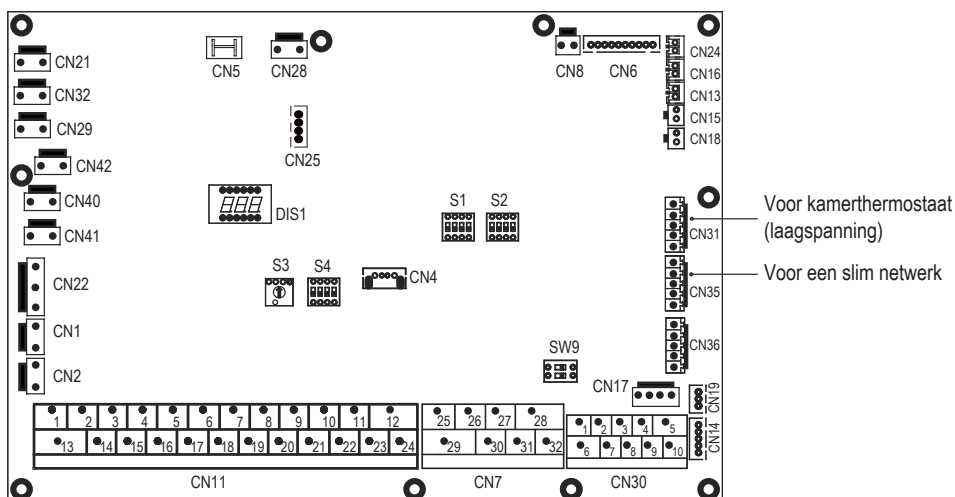 CN21
CN5
CN28
CN8
CN6
CN24
CN32
CN16
CN13
CN29
CN15
CN25
CN18
CN42
CN40
DIS1
S1
S2
CN41
CN31
Voor kamerthermostaat
(laagspanning)
CN22
S3
S4
CN4
CN35
Voor een slim netwerk
CN1
CN36
CN2
SW9
CN17
CN19
CN14
1 2 3 4 5 6 7 8 9 10 11 12
25 26 27 28
1 2 3 4 5
13 14 15 16 17 18 19 20 21 22 23 24
29 30 31 32
6 7 8 9 10
CN11
CN7
CN30